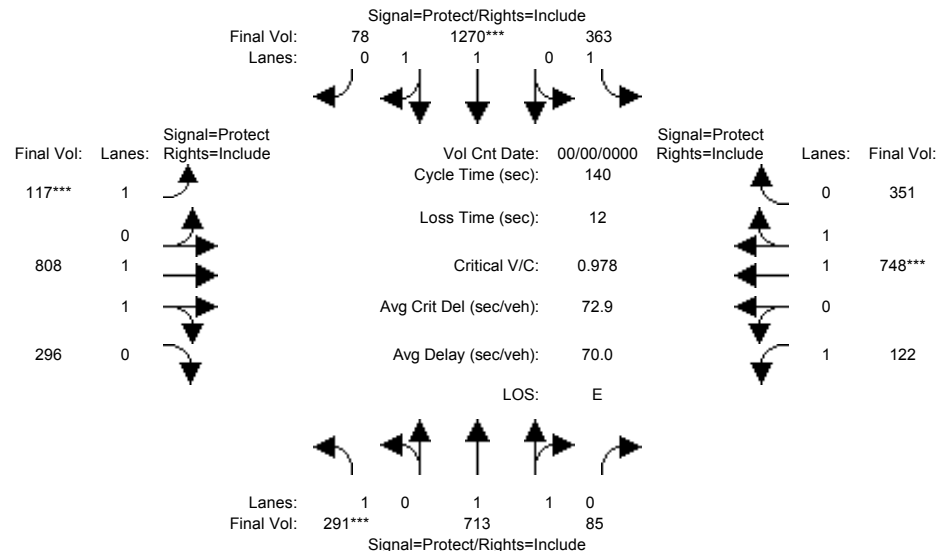 Signal=Protect/Rights=Include
Final Vol: 78 1270*** 363
Lanes: 0 1 1 0 1
Signal=Protect Signal=Protect
Final Vol: Lanes: Rights=Include Vol Cnt Date: 00/00/0000 Rights=Include Lanes: Final Vol:
Cycle Time (sec): 140
117*** 1 0 351
Loss Time (sec): 12
0 1
808 1 Critical V/C: 0.978 1 748***
1 Avg Crit Del (sec/veh): 72.9 0
296 0 Avg Delay (sec/veh): 70.0 1 122
LOS: E
Lanes: 1 0 1 1 0
Final Vol: 291*** 713 85
Signal=Protect/Rights=Include